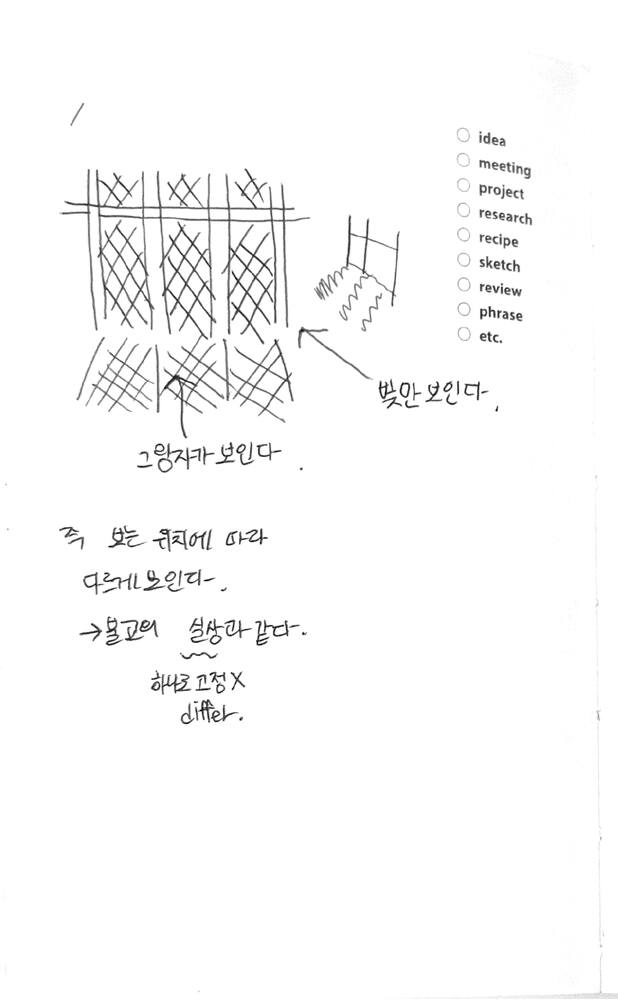 idea
meeting
project
research
recipe
sketch
review
phrase
etc.
빛만 보인다.
그림자가 보인다.
즉 보는 위치에 따라
다르게 보인다.
→ 불교의 실상과 같다.
하나로 고정 X
differ.